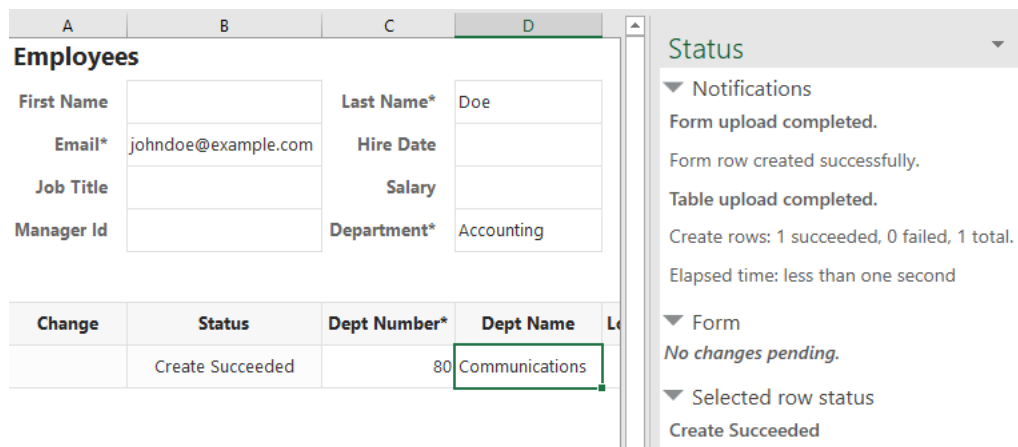 A B C D
Employees
First Name Last Name* Doe
Email* johndoe@example.com Hire Date
Job Title Salary
Manager Id Department* Accounting
Change Status Dept Number* Dept Name
Create Succeeded 80 Communications
Status
Notifications
Form upload completed.
Form row created successfully.
Table upload completed.
Create rows: 1 succeeded, 0 failed, 1 total.
Elapsed time: less than one second
Form
No changes pending.
Selected row status
Create Succeeded